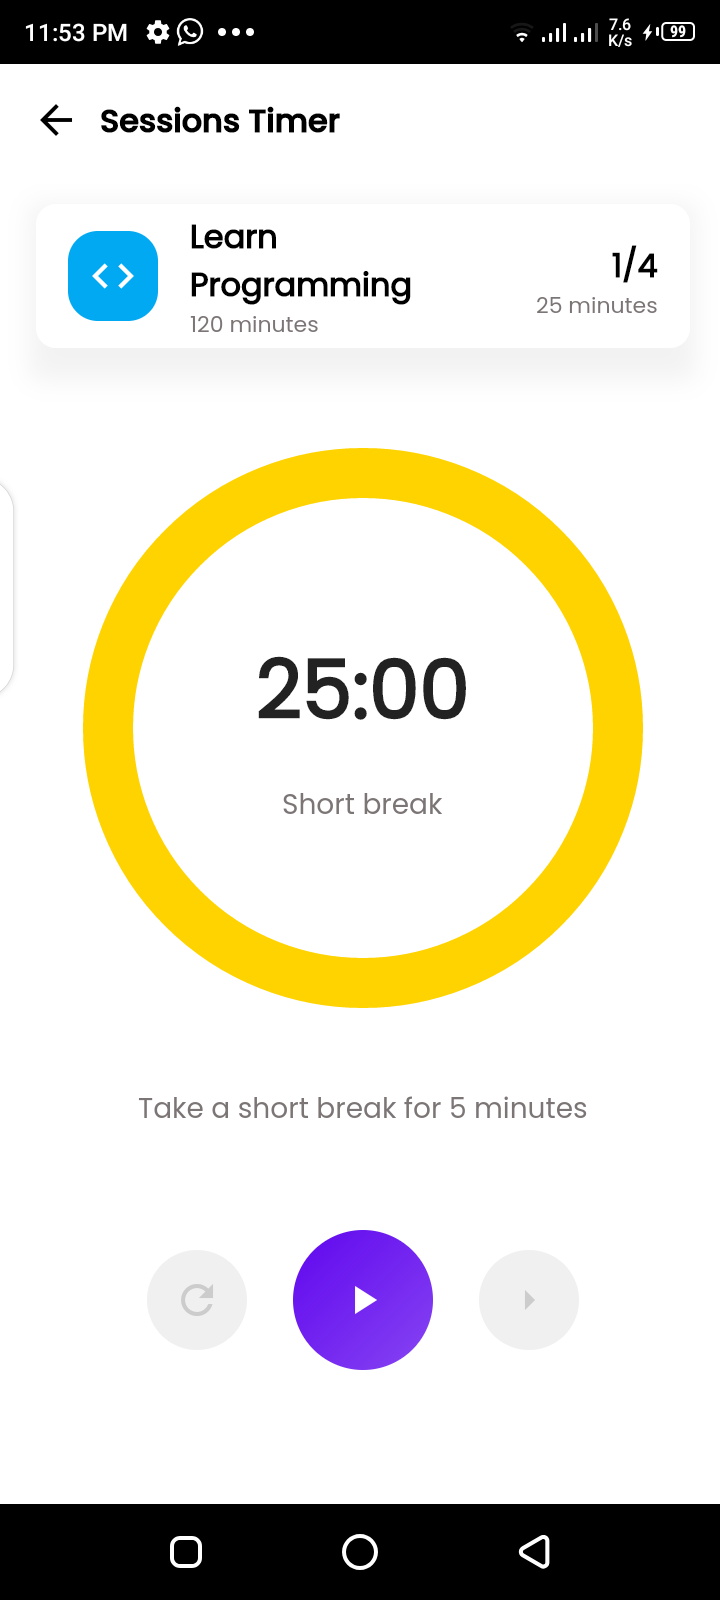 11:53 PM 7.6 K/s 99
Sessions Timer
Learn
Programming
120 minutes
1/4
25 minutes
25:00
Short break
Take a short break for 5 minutes